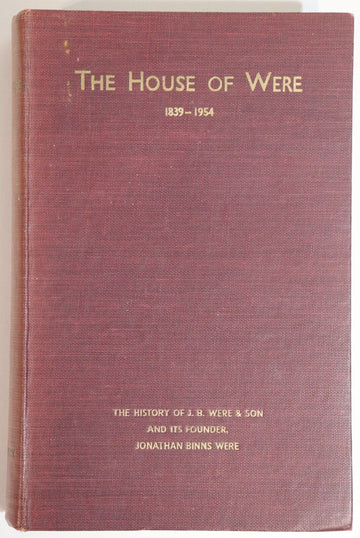 THE HOUSE OF WERE
1839-1954
THE HISTORY OF J. B. WERE & SON
AND ITS FOUNDER,
JONATHAN BINNS WERE